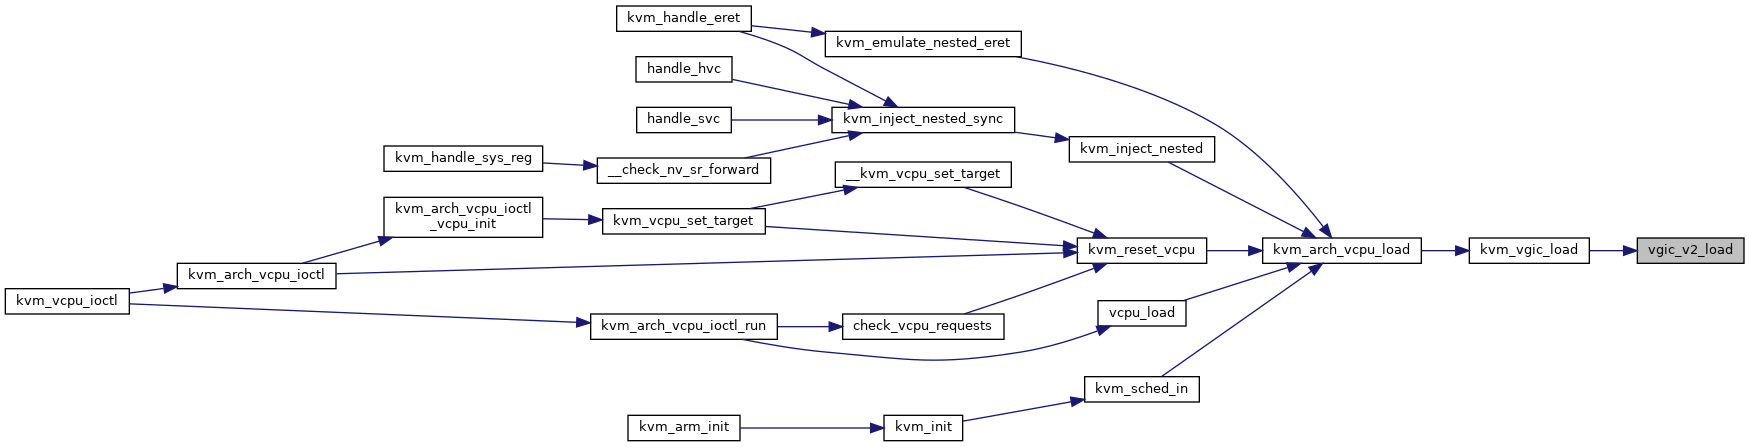 kvm_handle_eret
kvm_emulate_nested_eret
handle_hvc
handle_svc
kvm_inject_nested_sync
kvm_inject_nested
kvm_handle_sys_reg
__check_nv_sr_forward
__kvm_vcpu_set_target
kvm_arch_vcpu_ioctl
_vcpu_init
kvm_vcpu_set_target
kvm_reset_vcpu
kvm_arch_vcpu_load
kvm_vgic_load
vgic_v2_load
kvm_arch_vcpu_ioctl
kvm_vcpu_ioctl
vcpu_load
kvm_arch_vcpu_ioctl_run
check_vcpu_requests
kvm_sched_in
kvm_arm_init
kvm_init